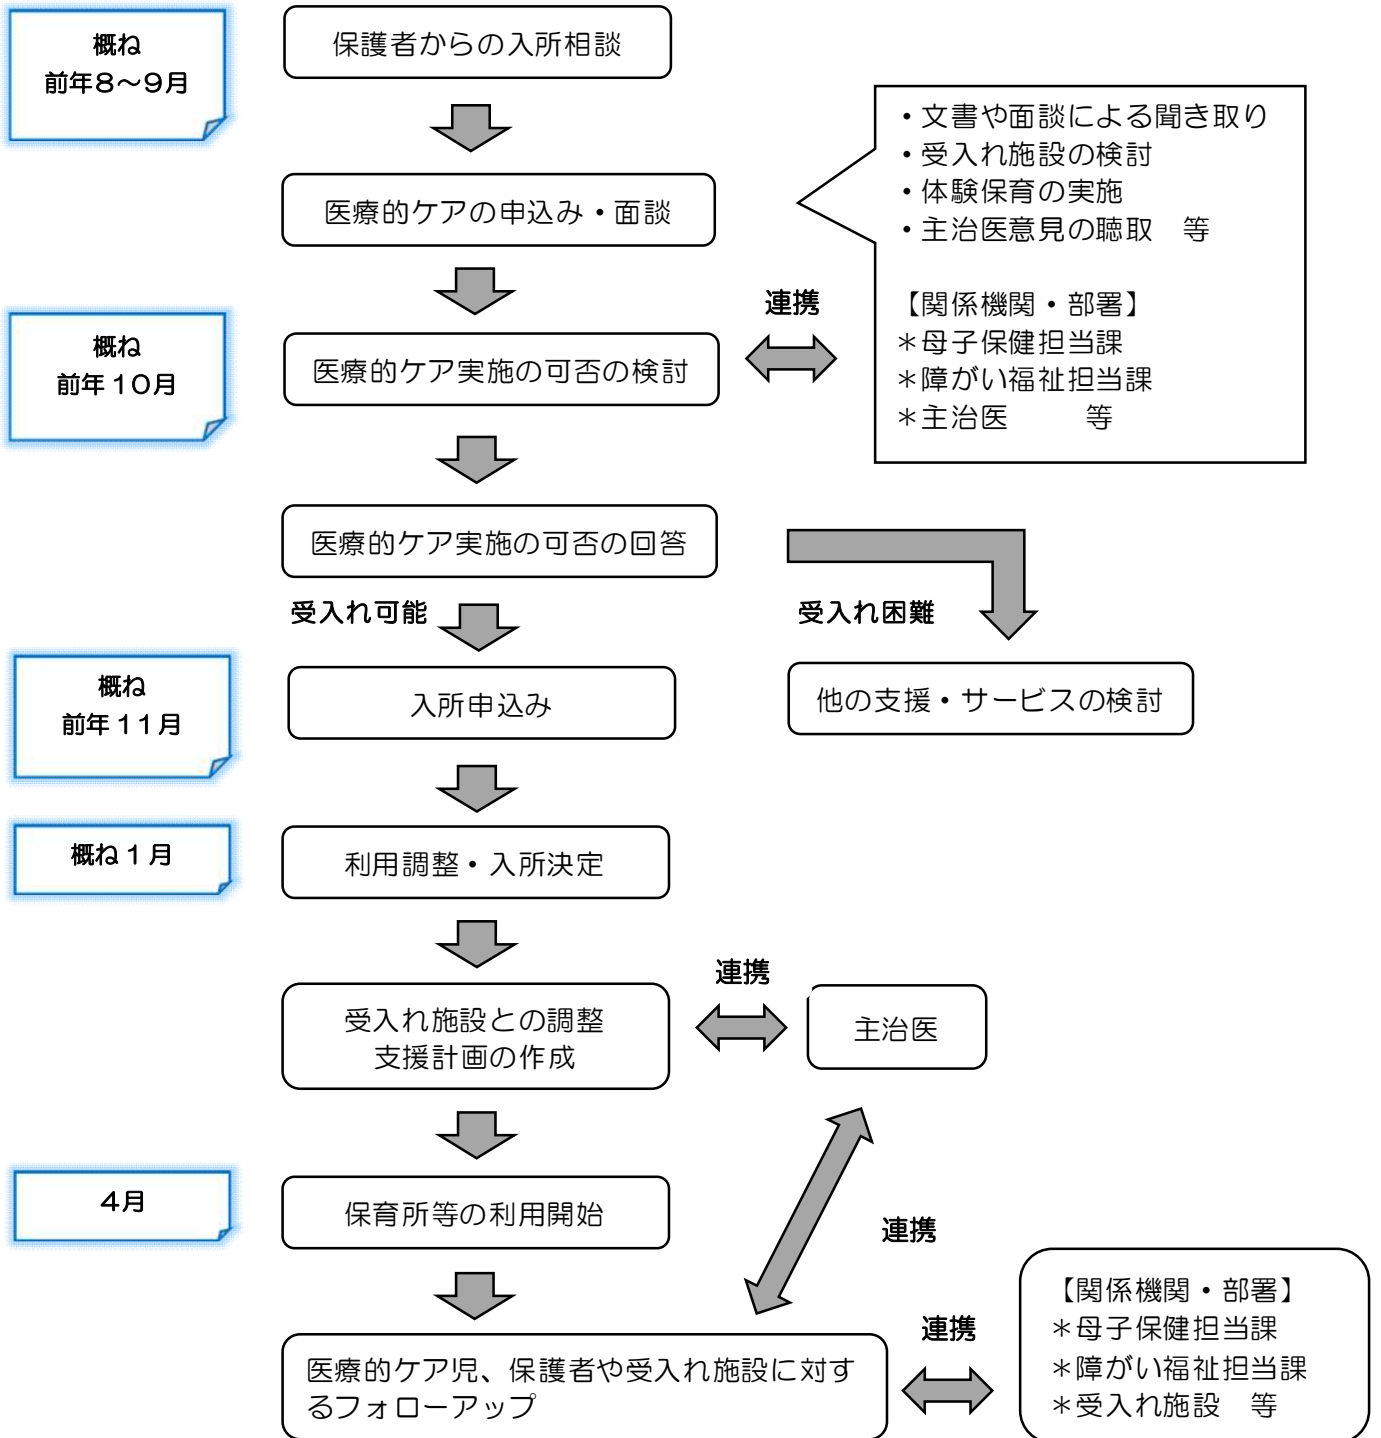 概ね
前年8～9月
保護者からの入所相談
・文書や面談による聞き取り
・受入れ施設の検討
・体験保育の実施
・主治医意見の聴取　等
医療的ケアの申込み・面談
【関係機関・部署】
＊母子保健担当課
＊障がい福祉担当課
＊主治医　　　等
連携
概ね
前年１０月
医療的ケア実施の可否の検討
医療的ケア実施の可否の回答
受入れ可能
受入れ困難
概ね
前年１１月
入所申込み
他の支援・サービスの検討
概ね１月
利用調整・入所決定
受入れ施設との調整
支援計画の作成
連携
主治医
４月
保育所等の利用開始
連携
医療的ケア児、保護者や受入れ施設に対す
るフォローアップ
連携
【関係機関・部署】
＊母子保健担当課
＊障がい福祉担当課
＊受入れ施設　等